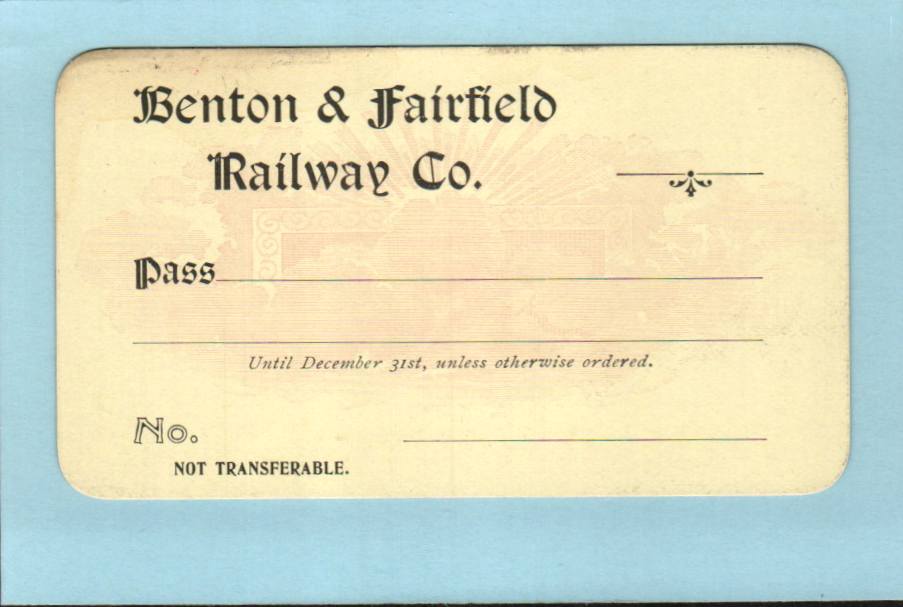 Benton & Fairfield
Railway Co.
Pass
Until December 31st, unless otherwise ordered.
No.
NOT TRANSFERABLE.